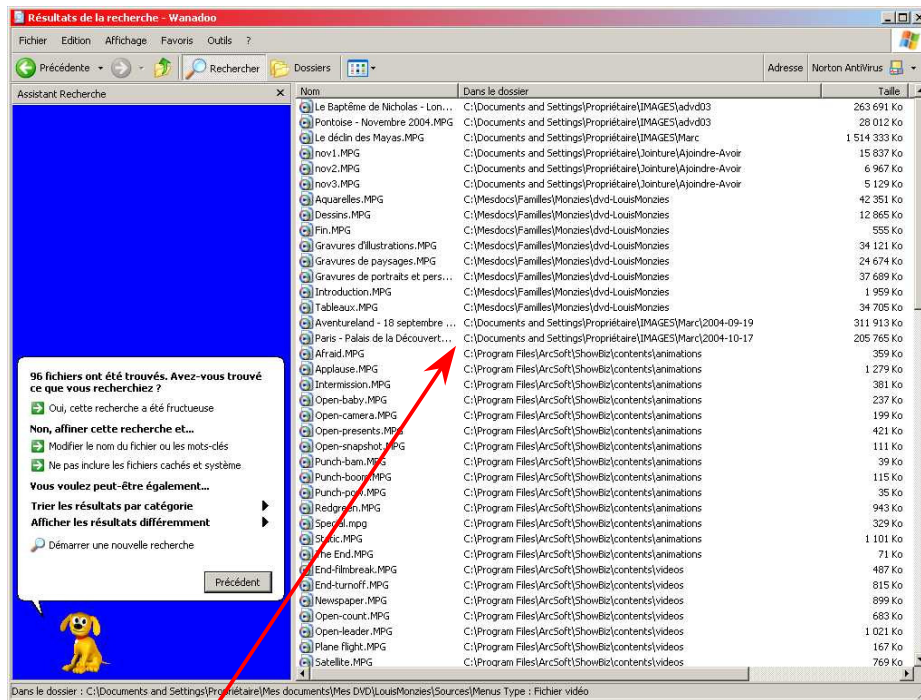 Résultats de la recherche - Wanadoo
Fichier Edition Affichage Favoris Outils ?
Précédente Rechercher Dossiers Adresse Norton AntiVirus
Assistant Recherche
Nom Dans le dossier Taille
Le Baptême de Nicholas - Lon... C:\Documents and Settings\Propriétaire\IMAGES\advd03 263 691 Ko
Pontoise - Novembre 2004.MPG C:\Documents and Settings\Propriétaire\IMAGES\advd03 28 012 Ko
Le déclin des Mayas.MPG C:\Documents and Settings\Propriétaire\IMAGES\Marc 1 514 333 Ko
nov1.MPG C:\Documents and Settings\Propriétaire\Jointure\Ajoindre-Avoir 15 837 Ko
nov2.MPG C:\Documents and Settings\Propriétaire\Jointure\Ajoindre-Avoir 6 967 Ko
nov3.MPG C:\Documents and Settings\Propriétaire\Jointure\Ajoindre-Avoir 5 129 Ko
Aquarelles.MPG C:\Mesdocs\Familles\Monzies\dvd-LouisMonzies 42 351 Ko
Dessins.MPG C:\Mesdocs\Familles\Monzies\dvd-LouisMonzies 12 865 Ko
Fin.MPG C:\Mesdocs\Familles\Monzies\dvd-LouisMonzies 555 Ko
Gravures d'illustrations.MPG C:\Mesdocs\Familles\Monzies\dvd-LouisMonzies 34 121 Ko
Gravures de paysages.MPG C:\Mesdocs\Familles\Monzies\dvd-LouisMonzies 24 674 Ko
Gravures de portraits et pers... C:\Mesdocs\Familles\Monzies\dvd-LouisMonzies 37 689 Ko
Introduction.MPG C:\Mesdocs\Familles\Monzies\dvd-LouisMonzies 1 959 Ko
Tableaux.MPG C:\Mesdocs\Familles\Monzies\dvd-LouisMonzies 34 705 Ko
Aventureland - 18 septembre ... C:\Documents and Settings\Propriétaire\IMAGES\Marc\2004-09-19 311 913 Ko
Paris - Palais de la Découvert... C:\Documents and Settings\Propriétaire\IMAGES\Marc\2004-10-17 205 765 Ko
Afraid.MPG C:\Program Files\ArcSoft\ShowBiz\contents\animations 359 Ko
Applause.MPG C:\Program Files\ArcSoft\ShowBiz\contents\animations 1 279 Ko
Intermission.MPG C:\Program Files\ArcSoft\ShowBiz\contents\animations 381 Ko
Open-baby.MPG C:\Program Files\ArcSoft\ShowBiz\contents\animations 237 Ko
Open-camera.MPG C:\Program Files\ArcSoft\ShowBiz\contents\animations 199 Ko
Open-presents.MPG C:\Program Files\ArcSoft\ShowBiz\contents\animations 421 Ko
Open-snapshot.MPG C:\Program Files\ArcSoft\ShowBiz\contents\animations 111 Ko
Punch-bam.MPG C:\Program Files\ArcSoft\ShowBiz\contents\animations 39 Ko
Punch-boom.MPG C:\Program Files\ArcSoft\ShowBiz\contents\animations 115 Ko
Punch-pow.MPG C:\Program Files\ArcSoft\ShowBiz\contents\animations 35 Ko
Redgreen.MPG C:\Program Files\ArcSoft\ShowBiz\contents\animations 943 Ko
Special.mpg C:\Program Files\ArcSoft\ShowBiz\contents\animations 329 Ko
Static.MPG C:\Program Files\ArcSoft\ShowBiz\contents\animations 1 101 Ko
The End.MPG C:\Program Files\ArcSoft\ShowBiz\contents\animations 71 Ko
End-filmbreak.MPG C:\Program Files\ArcSoft\ShowBiz\contents\videos 487 Ko
End-turnoff.MPG C:\Program Files\ArcSoft\ShowBiz\contents\videos 815 Ko
Newspaper.MPG C:\Program Files\ArcSoft\ShowBiz\contents\videos 899 Ko
Open-count.MPG C:\Program Files\ArcSoft\ShowBiz\contents\videos 683 Ko
Open-leader.MPG C:\Program Files\ArcSoft\ShowBiz\contents\videos 1 021 Ko
Plane flight.MPG C:\Program Files\ArcSoft\ShowBiz\contents\videos 167 Ko
Satellite.MPG C:\Program Files\ArcSoft\ShowBiz\contents\videos 769 Ko
96 fichiers ont été trouvés. Avez-vous trouvé
ce que vous recherchiez ?
Oui, cette recherche a été fructueuse
Non, affiner cette recherche et...
Modifier le nom du fichier ou les mots-clés
Ne pas inclure les fichiers cachés et système
Vous voulez peut-être également...
Trier les résultats par catégorie
Afficher les résultats différemment
Démarrer une nouvelle recherche
Précédent
Dans le dossier : C:\Documents and Settings\Propriétaire\Mes documents\Mes DVD\LouisMonzies\Sources\Menus Type : Fichier vidéo